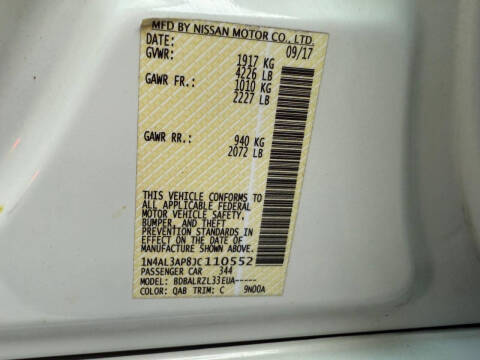 MFD BY NISSAN MOTOR CO., LTD.
DATE: 09/17
GVWR: 1917 KG
4226 LB
GAWR FR.: 1010 KG
2227 LB
GAWR RR.: 940 KG
2072 LB
THIS VEHICLE CONFORMS TO
ALL APPLICABLE FEDERAL
MOTOR VEHICLE SAFETY,
BUMPER, AND THEFT
PREVENTION STANDARDS IN
EFFECT ON THE DATE OF
MANUFACTURE SHOWN ABOVE.
1N4AL3AP8JC110552
PASSENGER CAR 344
MODEL: BDBALRZL33EUA-----
COLOR: QAB TRIM: C 9N00A